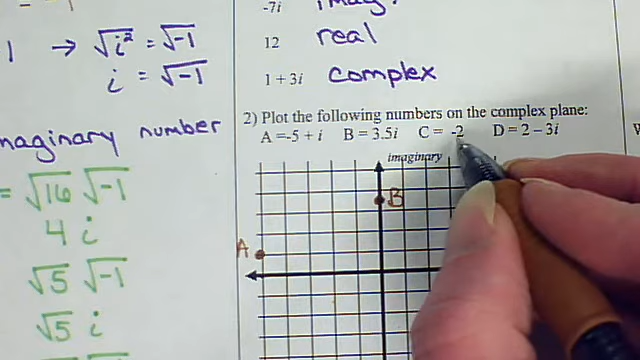 -7i imag.
12 real
1 → √i² = √-1
i = √-1
1 + 3i complex
imaginary number
= √16 √-1
4 i
√5 √-1
√5 i
2) Plot the following numbers on the complex plane:
A =-5 + i B = 3.5i C = -2 D = 2 – 3i
imaginary
B
A